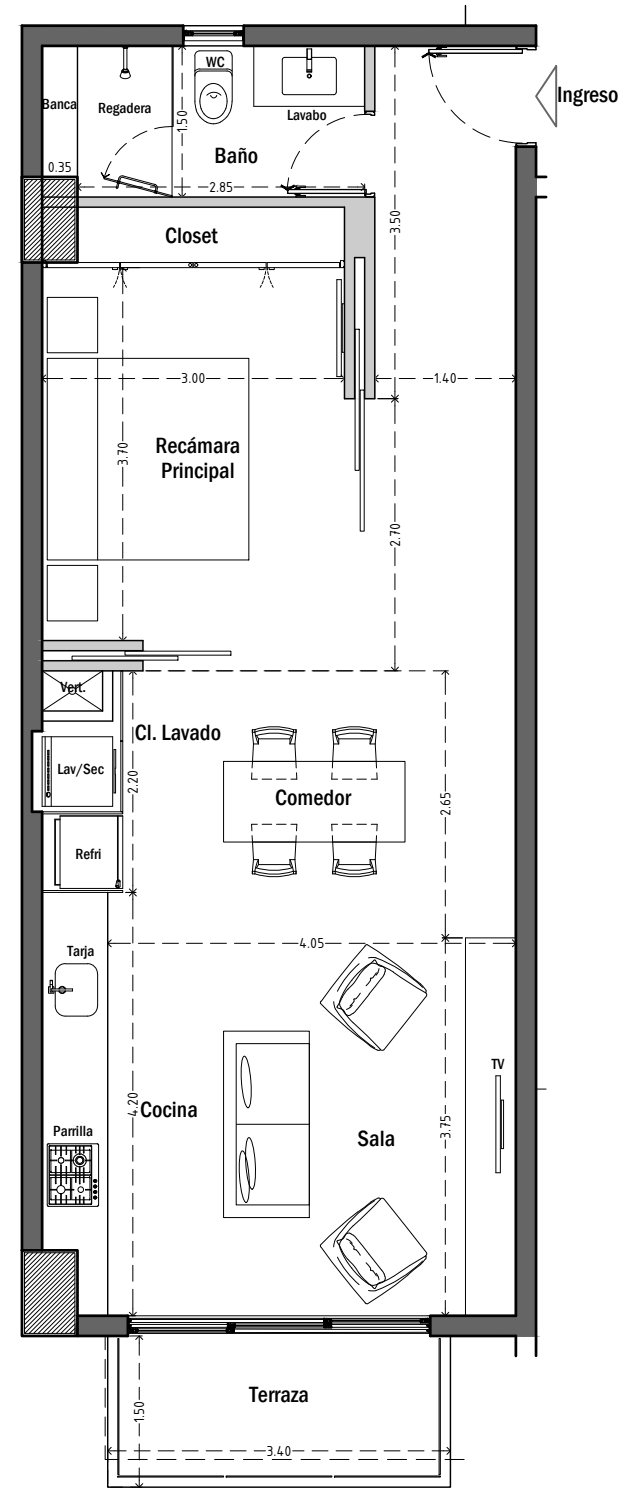 WC
Ingreso
Banca
Regadera
Lavabo
1.50
Baño
0.35
2.85
3.50
Closet
3.00
1.40
Recámara
Principal
3.70
2.70
Vert.
Cl. Lavado
Lav/Sec
2.20
Comedor
2.65
Refri
4.05
Tarja
TV
Cocina
4.20
Parrilla
Sala
3.75
Terraza
1.50
3.40